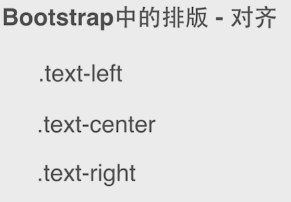 Bootstrap中的排版 - 对齐
.text-left
.text-center
.text-right